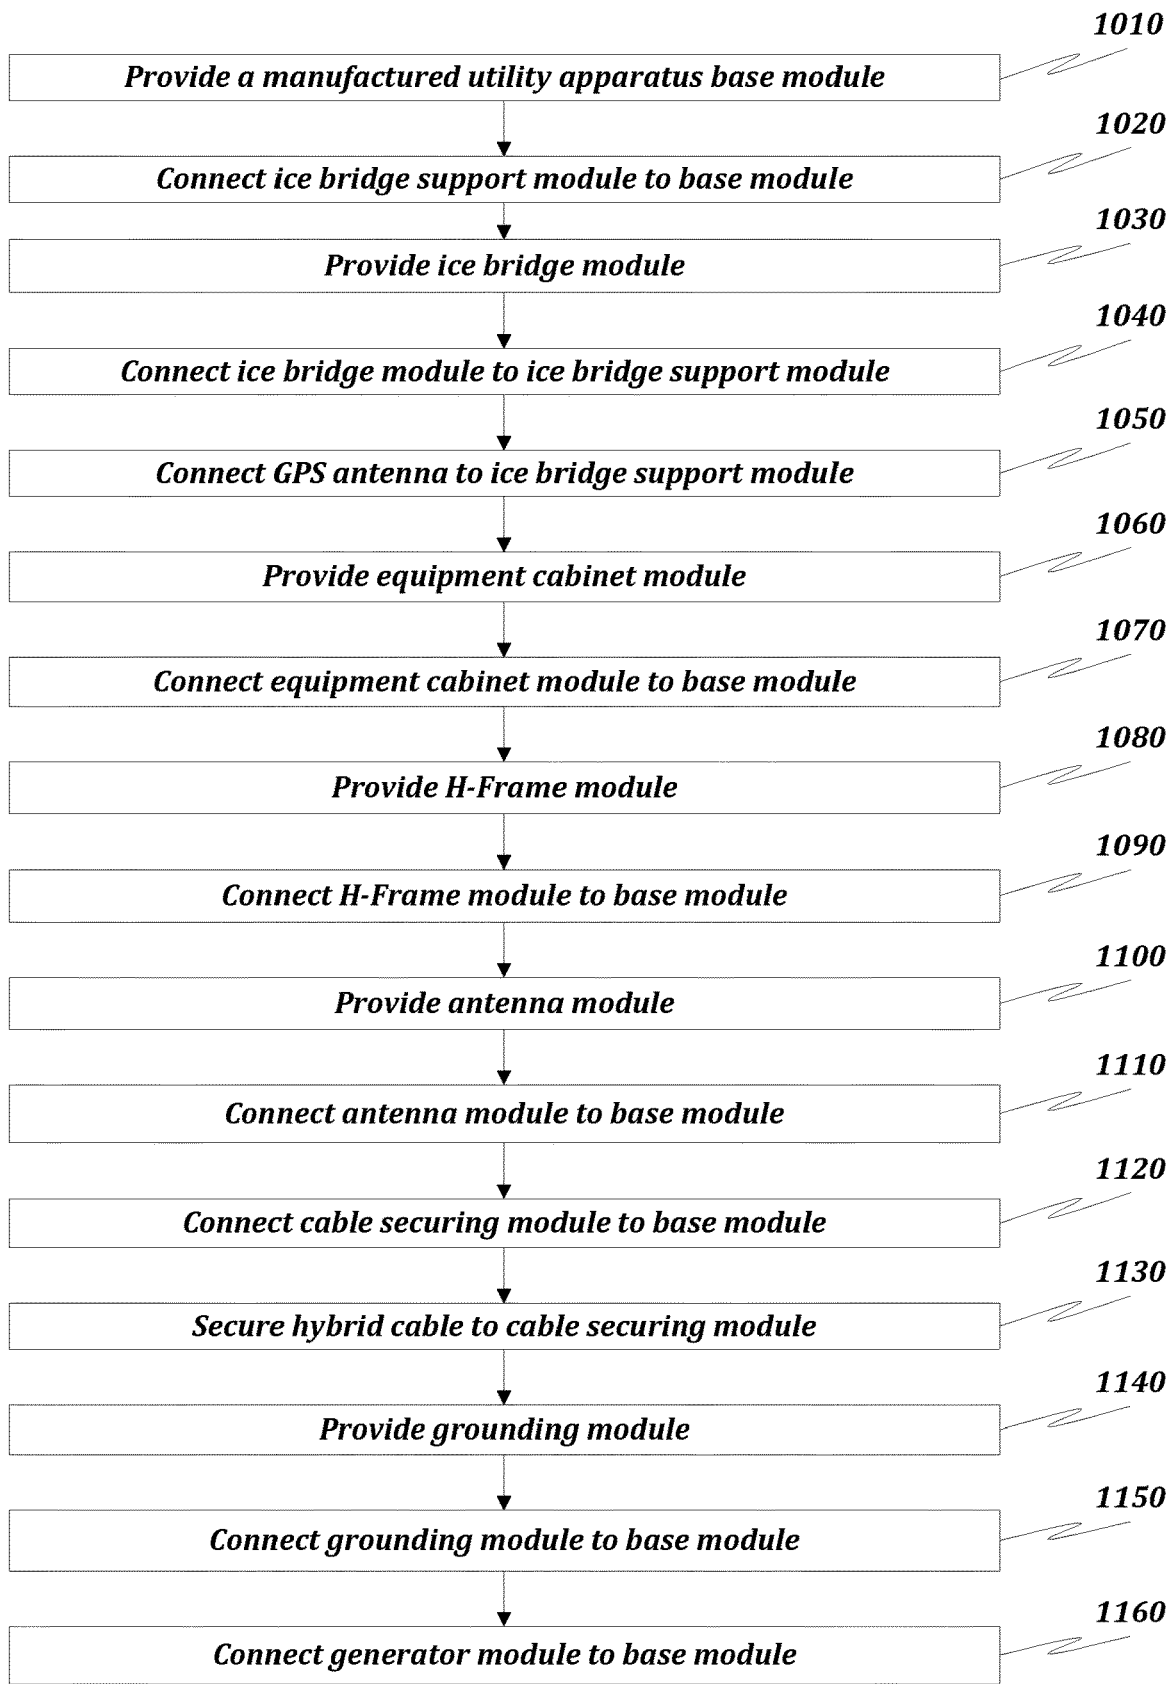 1010
Provide a manufactured utility apparatus base module
1020
Connect ice bridge support module to base module
1030
Provide ice bridge module
1040
Connect ice bridge module to ice bridge support module
1050
Connect GPS antenna to ice bridge support module
1060
Provide equipment cabinet module
1070
Connect equipment cabinet module to base module
1080
Provide H-Frame module
1090
Connect H-Frame module to base module
1100
Provide antenna module
1110
Connect antenna module to base module
1120
Connect cable securing module to base module
1130
Secure hybrid cable to cable securing module
1140
Provide grounding module
1150
Connect grounding module to base module
1160
Connect generator module to base module